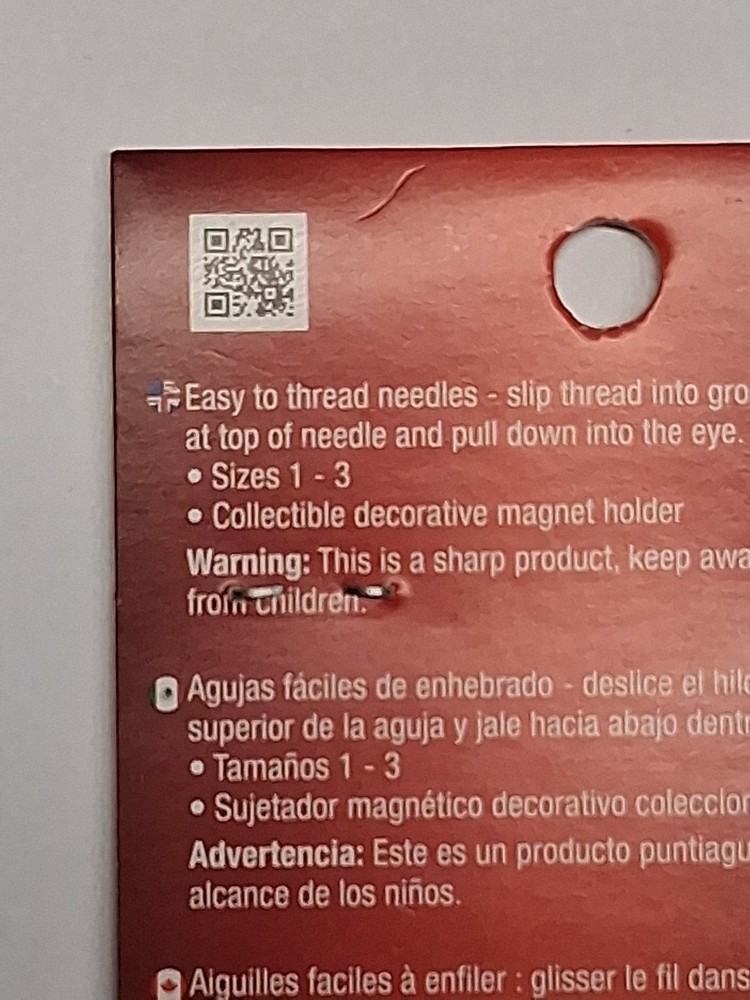 Easy to thread needles - slip thread into gro
at top of needle and pull down into the eye.
• Sizes 1 - 3
• Collectible decorative magnet holder
Warning: This is a sharp product, keep awa
from children.
Agujas fáciles de enhebrado - deslice el hilo
superior de la aguja y jale hacia abajo dentr
• Tamaños 1 - 3
• Sujetador magnético decorativo coleccion
Advertencia: Este es un producto puntiagu
alcance de los niños.
Aiguilles faciles à enfiler : glisser le fil dans